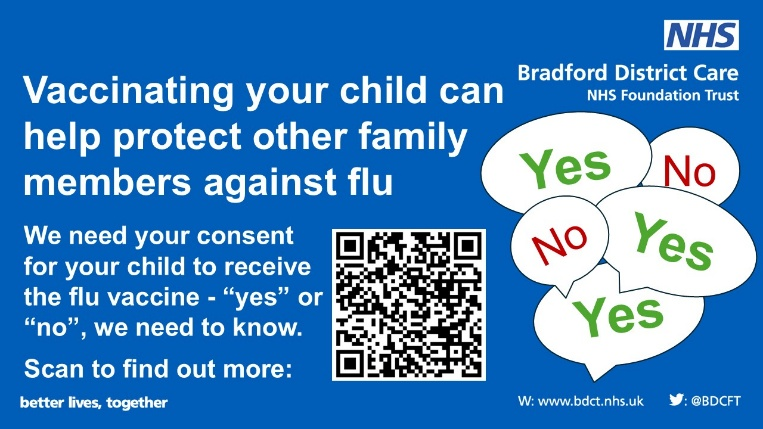 NHS
Bradford District Care
NHS Foundation Trust
Vaccinating your child can
help protect other family
members against flu
We need your consent
for your child to receive
the flu vaccine - “yes” or
“no”, we need to know.
Scan to find out more:
Yes
No
No
Yes
Yes
better lives, together
W: www.bdct.nhs.uk
: @BDCFT